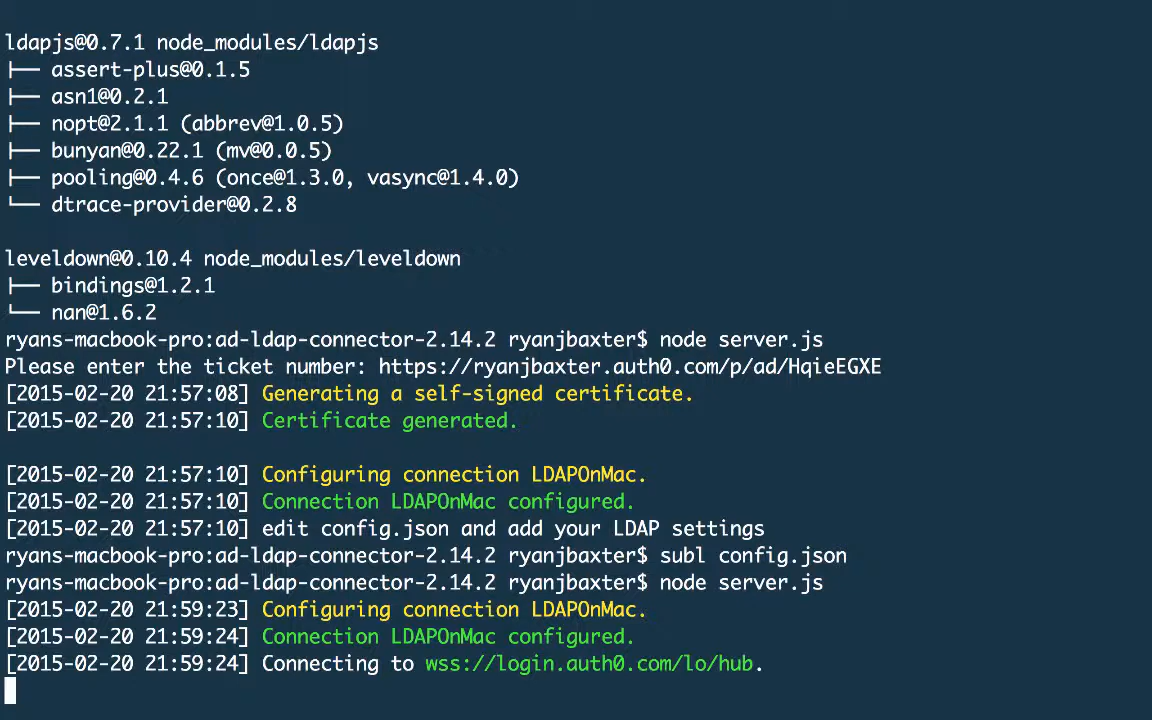 ldapjs@0.7.1 node_modules/ldapjs
├── assert-plus@0.1.5
├── asn1@0.2.1
├── nopt@2.1.1 (abbrev@1.0.5)
├── bunyan@0.22.1 (mv@0.0.5)
├── pooling@0.4.6 (once@1.3.0, vasync@1.4.0)
└── dtrace-provider@0.2.8

leveldown@0.10.4 node_modules/leveldown
├── bindings@1.2.1
└── nan@1.6.2
ryans-macbook-pro:ad-ldap-connector-2.14.2 ryanjbaxter$ node server.js
Please enter the ticket number: https://ryanjbaxter.auth0.com/p/ad/HqieEGXE
[2015-02-20 21:57:08] Generating a self-signed certificate.
[2015-02-20 21:57:10] Certificate generated.

[2015-02-20 21:57:10] Configuring connection LDAPOnMac.
[2015-02-20 21:57:10] Connection LDAPOnMac configured.
[2015-02-20 21:57:10] edit config.json and add your LDAP settings
ryans-macbook-pro:ad-ldap-connector-2.14.2 ryanjbaxter$ subl config.json
ryans-macbook-pro:ad-ldap-connector-2.14.2 ryanjbaxter$ node server.js
[2015-02-20 21:59:23] Configuring connection LDAPOnMac.
[2015-02-20 21:59:24] Connection LDAPOnMac configured.
[2015-02-20 21:59:24] Connecting to wss://login.auth0.com/lo/hub.